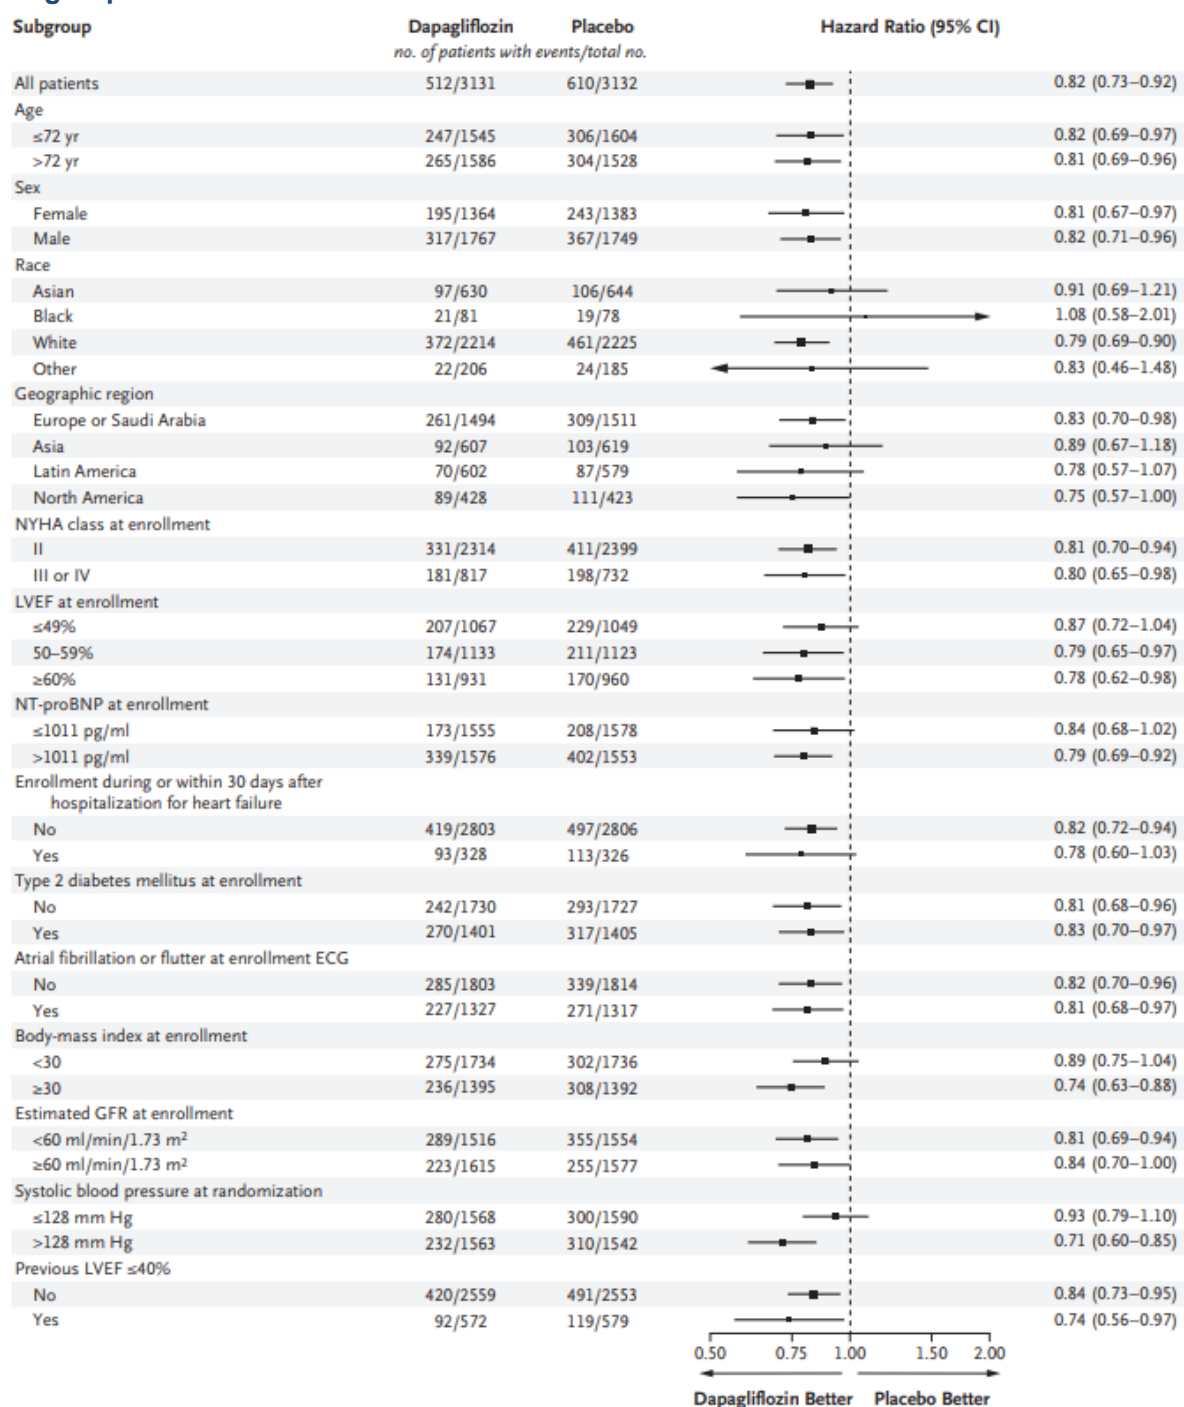 Subgroup Dapagliflozin Placebo Hazard Ratio (95% CI)
no. of patients with events/total no.
All patients 512/3131 610/3132 0.82 (0.73–0.92)
Age
≤72 yr 247/1545 306/1604 0.82 (0.69–0.97)
>72 yr 265/1586 304/1528 0.81 (0.69–0.96)
Sex
Female 195/1364 243/1383 0.81 (0.67–0.97)
Male 317/1767 367/1749 0.82 (0.71–0.96)
Race
Asian 97/630 106/644 0.91 (0.69–1.21)
Black 21/81 19/78 1.08 (0.58–2.01)
White 372/2214 461/2225 0.79 (0.69–0.90)
Other 22/206 24/185 0.83 (0.46–1.48)
Geographic region
Europe or Saudi Arabia 261/1494 309/1511 0.83 (0.70–0.98)
Asia 92/607 103/619 0.89 (0.67–1.18)
Latin America 70/602 87/579 0.78 (0.57–1.07)
North America 89/428 111/423 0.75 (0.57–1.00)
NYHA class at enrollment
II 331/2314 411/2399 0.81 (0.70–0.94)
III or IV 181/817 198/732 0.80 (0.65–0.98)
LVEF at enrollment
≤49% 207/1067 229/1049 0.87 (0.72–1.04)
50–59% 174/1133 211/1123 0.79 (0.65–0.97)
≥60% 131/931 170/960 0.78 (0.62–0.98)
NT-proBNP at enrollment
≤1011 pg/ml 173/1555 208/1578 0.84 (0.68–1.02)
>1011 pg/ml 339/1576 402/1553 0.79 (0.69–0.92)
Enrollment during or within 30 days after
hospitalization for heart failure
No 419/2803 497/2806 0.82 (0.72–0.94)
Yes 93/328 113/326 0.78 (0.60–1.03)
Type 2 diabetes mellitus at enrollment
No 242/1730 293/1727 0.81 (0.68–0.96)
Yes 270/1401 317/1405 0.83 (0.70–0.97)
Atrial fibrillation or flutter at enrollment ECG
No 285/1803 339/1814 0.82 (0.70–0.96)
Yes 227/1327 271/1317 0.81 (0.68–0.97)
Body-mass index at enrollment
<30 275/1734 302/1736 0.89 (0.75–1.04)
≥30 236/1395 308/1392 0.74 (0.63–0.88)
Estimated GFR at enrollment
<60 ml/min/1.73 m² 289/1516 355/1554 0.81 (0.69–0.94)
≥60 ml/min/1.73 m² 223/1615 255/1577 0.84 (0.70–1.00)
Systolic blood pressure at randomization
≤128 mm Hg 280/1568 300/1590 0.93 (0.79–1.10)
>128 mm Hg 232/1563 310/1542 0.71 (0.60–0.85)
Previous LVEF ≤40%
No 420/2559 491/2553 0.84 (0.73–0.95)
Yes 92/572 119/579 0.74 (0.56–0.97)
0.50 0.75 1.00 1.50 2.00
Dapagliflozin Better Placebo Better